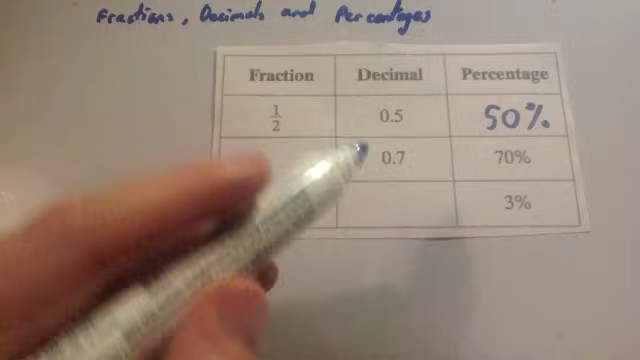 Fractions, Decimals and Percentages
Fraction Decimal Percentage
1/2 0.5 50%
0.7 70%
3%